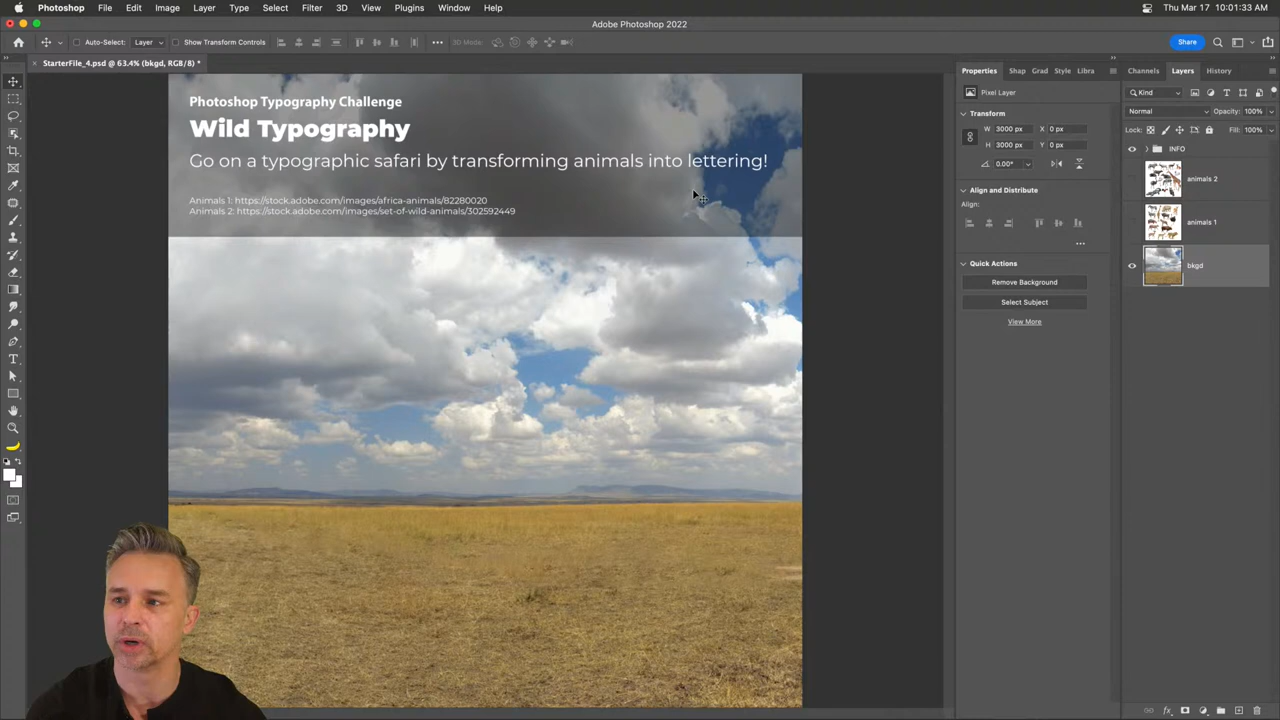 Photoshop File Edit Image Layer Type Select Filter 3D View Plugins Window Help Thu Mar 17 10:01:33 AM
Adobe Photoshop 2022
Auto-Select: Layer Show Transform Controls 3D Mode: Share
StarterFile_4.psd @ 63.4% (bkgd, RGB/8) *
Properties Shap Grad Style Libra
Channels Layers History
Pixel Layer
Kind
Transform
Normal Opacity: 100%
W 3000 px X 0 px
Lock: Fill: 100%
H 3000 px Y 0 px
INFO
0.00°
animals 2
Align and Distribute
Align:
animals 1
Quick Actions
bkgd
Remove Background
Select Subject
View More
Photoshop Typography Challenge
Wild Typography
Go on a typographic safari by transforming animals into lettering!
Animals 1: https://stock.adobe.com/images/africa-animals/82280020
Animals 2: https://stock.adobe.com/images/set-of-wild-animals/302592449